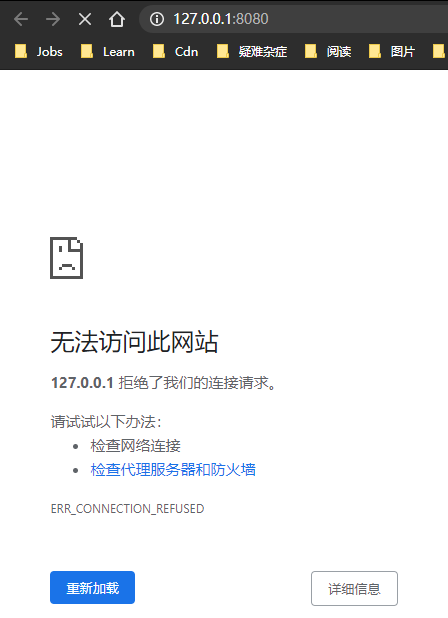 127.0.0.1:8080
Jobs Learn Cdn 疑难杂症 阅读 图片
无法访问此网站
127.0.0.1 拒绝了我们的连接请求。
请试试以下办法：
• 检查网络连接
• 检查代理服务器和防火墙
ERR_CONNECTION_REFUSED
重新加载 详细信息